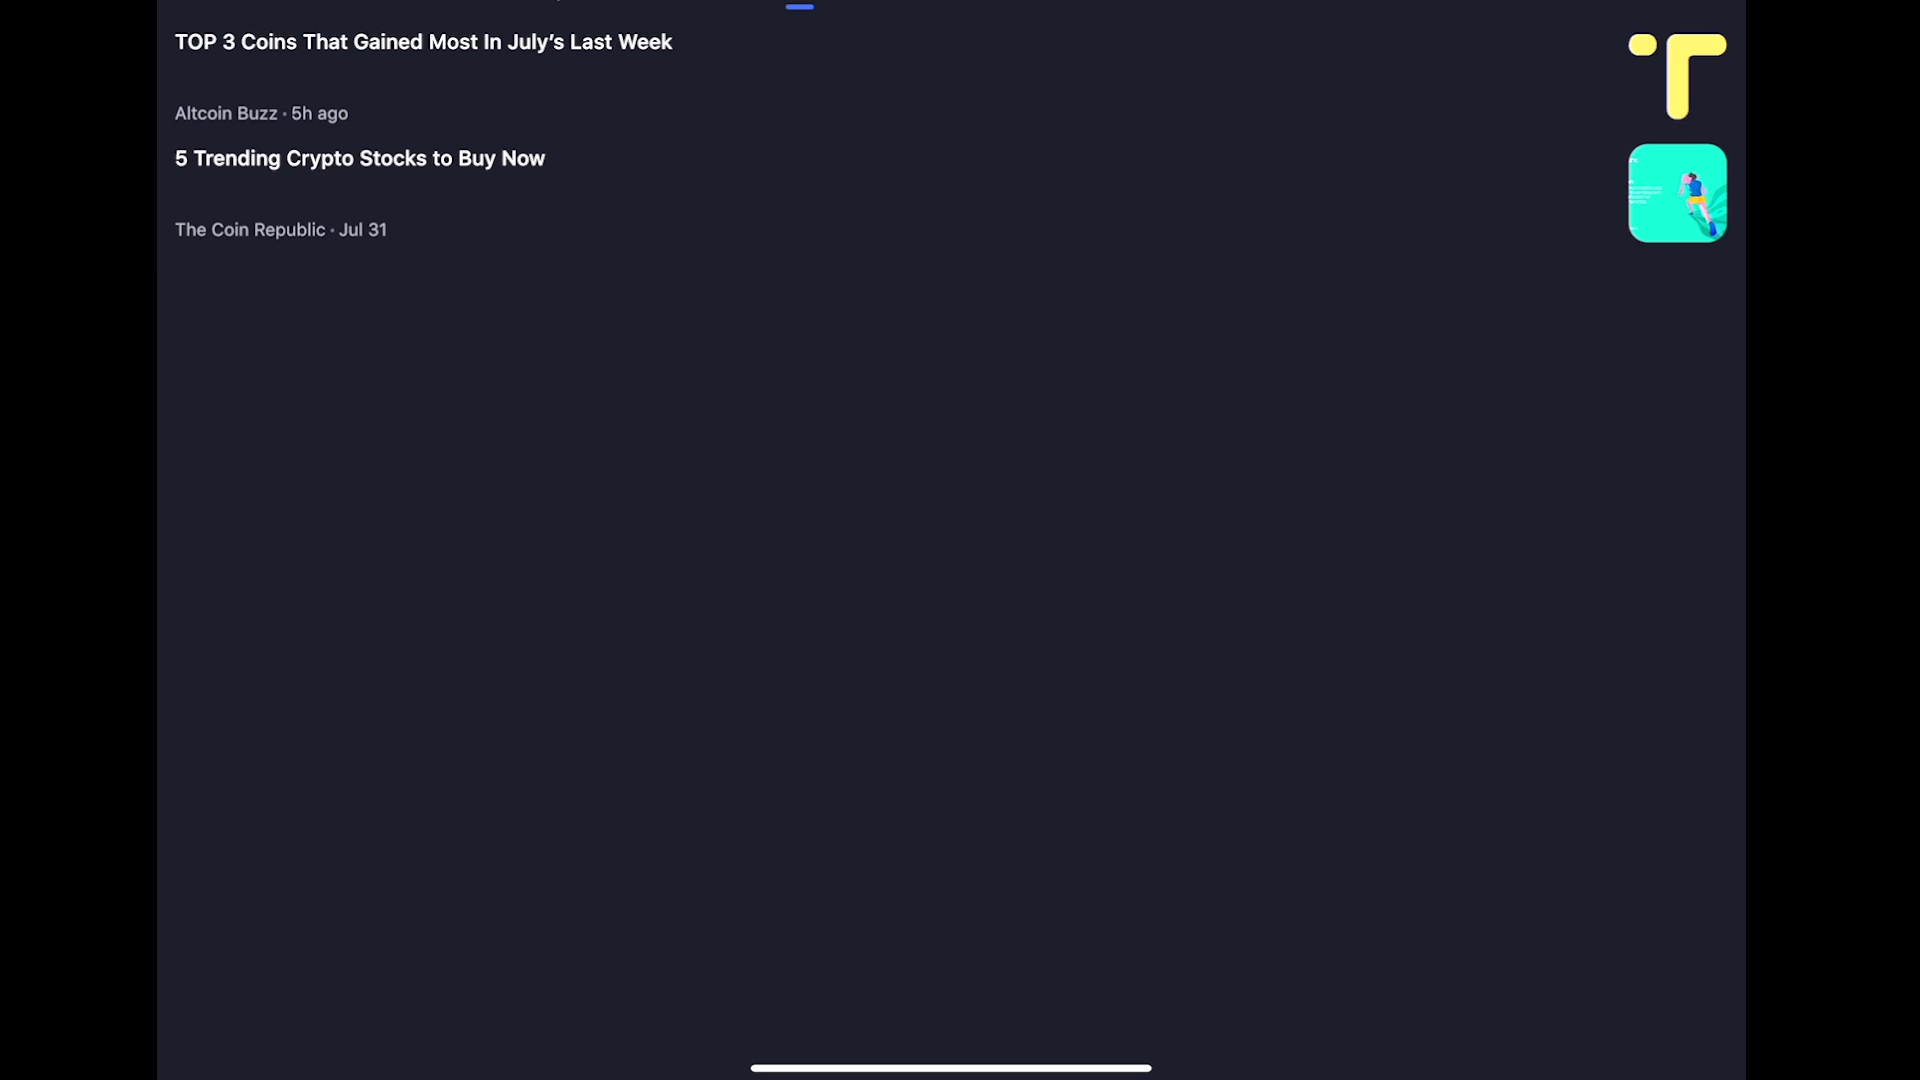 TOP 3 Coins That Gained Most In July’s Last Week
Altcoin Buzz · 5h ago
5 Trending Crypto Stocks to Buy Now
The Coin Republic · Jul 31